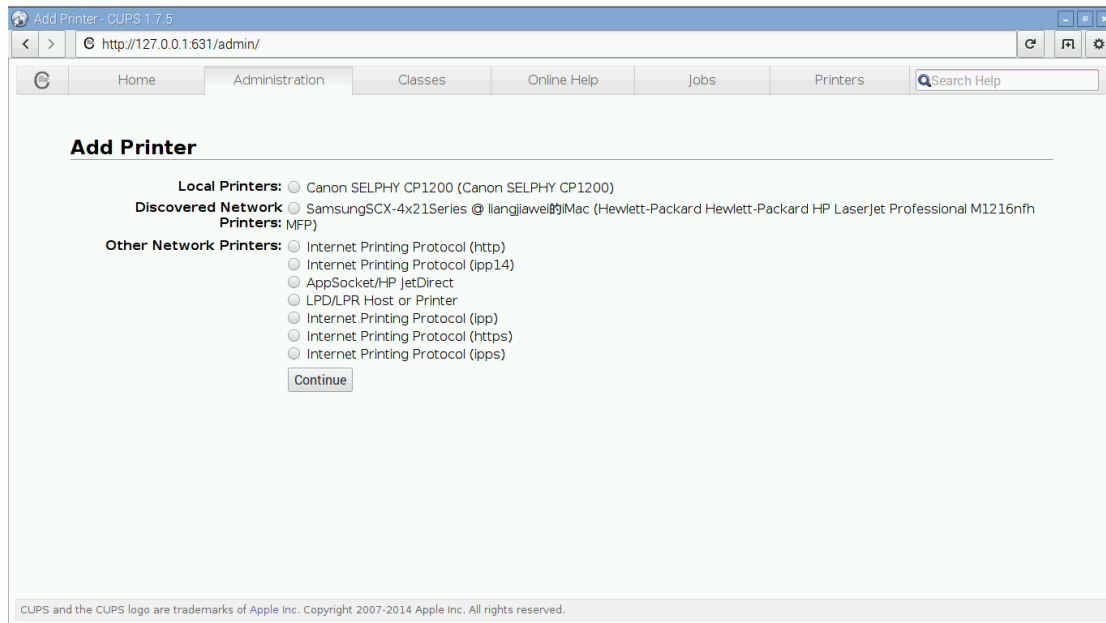 Add Printer - CUPS 1.7.5
http://127.0.0.1:631/admin/
Home Administration Classes Online Help Jobs Printers Search Help
Add Printer
Local Printers: Canon SELPHY CP1200 (Canon SELPHY CP1200)
Discovered Network Printers: SamsungSCX-4x21Series @ liangjiawei的iMac (Hewlett-Packard Hewlett-Packard HP LaserJet Professional M1216nfh
MFP)
Other Network Printers: Internet Printing Protocol (http)
Internet Printing Protocol (ipp14)
AppSocket/HP JetDirect
LPD/LPR Host or Printer
Internet Printing Protocol (ipp)
Internet Printing Protocol (https)
Internet Printing Protocol (ipps)
Continue
CUPS and the CUPS logo are trademarks of Apple Inc. Copyright 2007-2014 Apple Inc. All rights reserved.